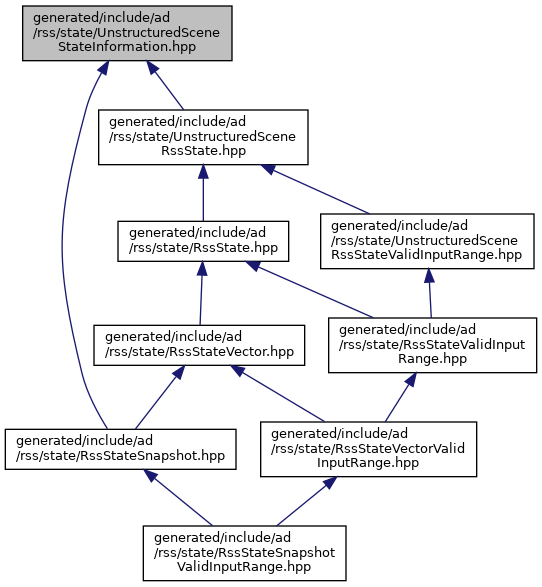 generated/include/ad
/rss/state/UnstructuredScene
StateInformation.hpp
generated/include/ad
/rss/state/UnstructuredScene
RssState.hpp
generated/include/ad
/rss/state/RssState.hpp
generated/include/ad
/rss/state/UnstructuredScene
RssStateValidInputRange.hpp
generated/include/ad
/rss/state/RssStateVector.hpp
generated/include/ad
/rss/state/RssStateValidInput
Range.hpp
generated/include/ad
/rss/state/RssStateSnapshot.hpp
generated/include/ad
/rss/state/RssStateVectorValid
InputRange.hpp
generated/include/ad
/rss/state/RssStateSnapshot
ValidInputRange.hpp